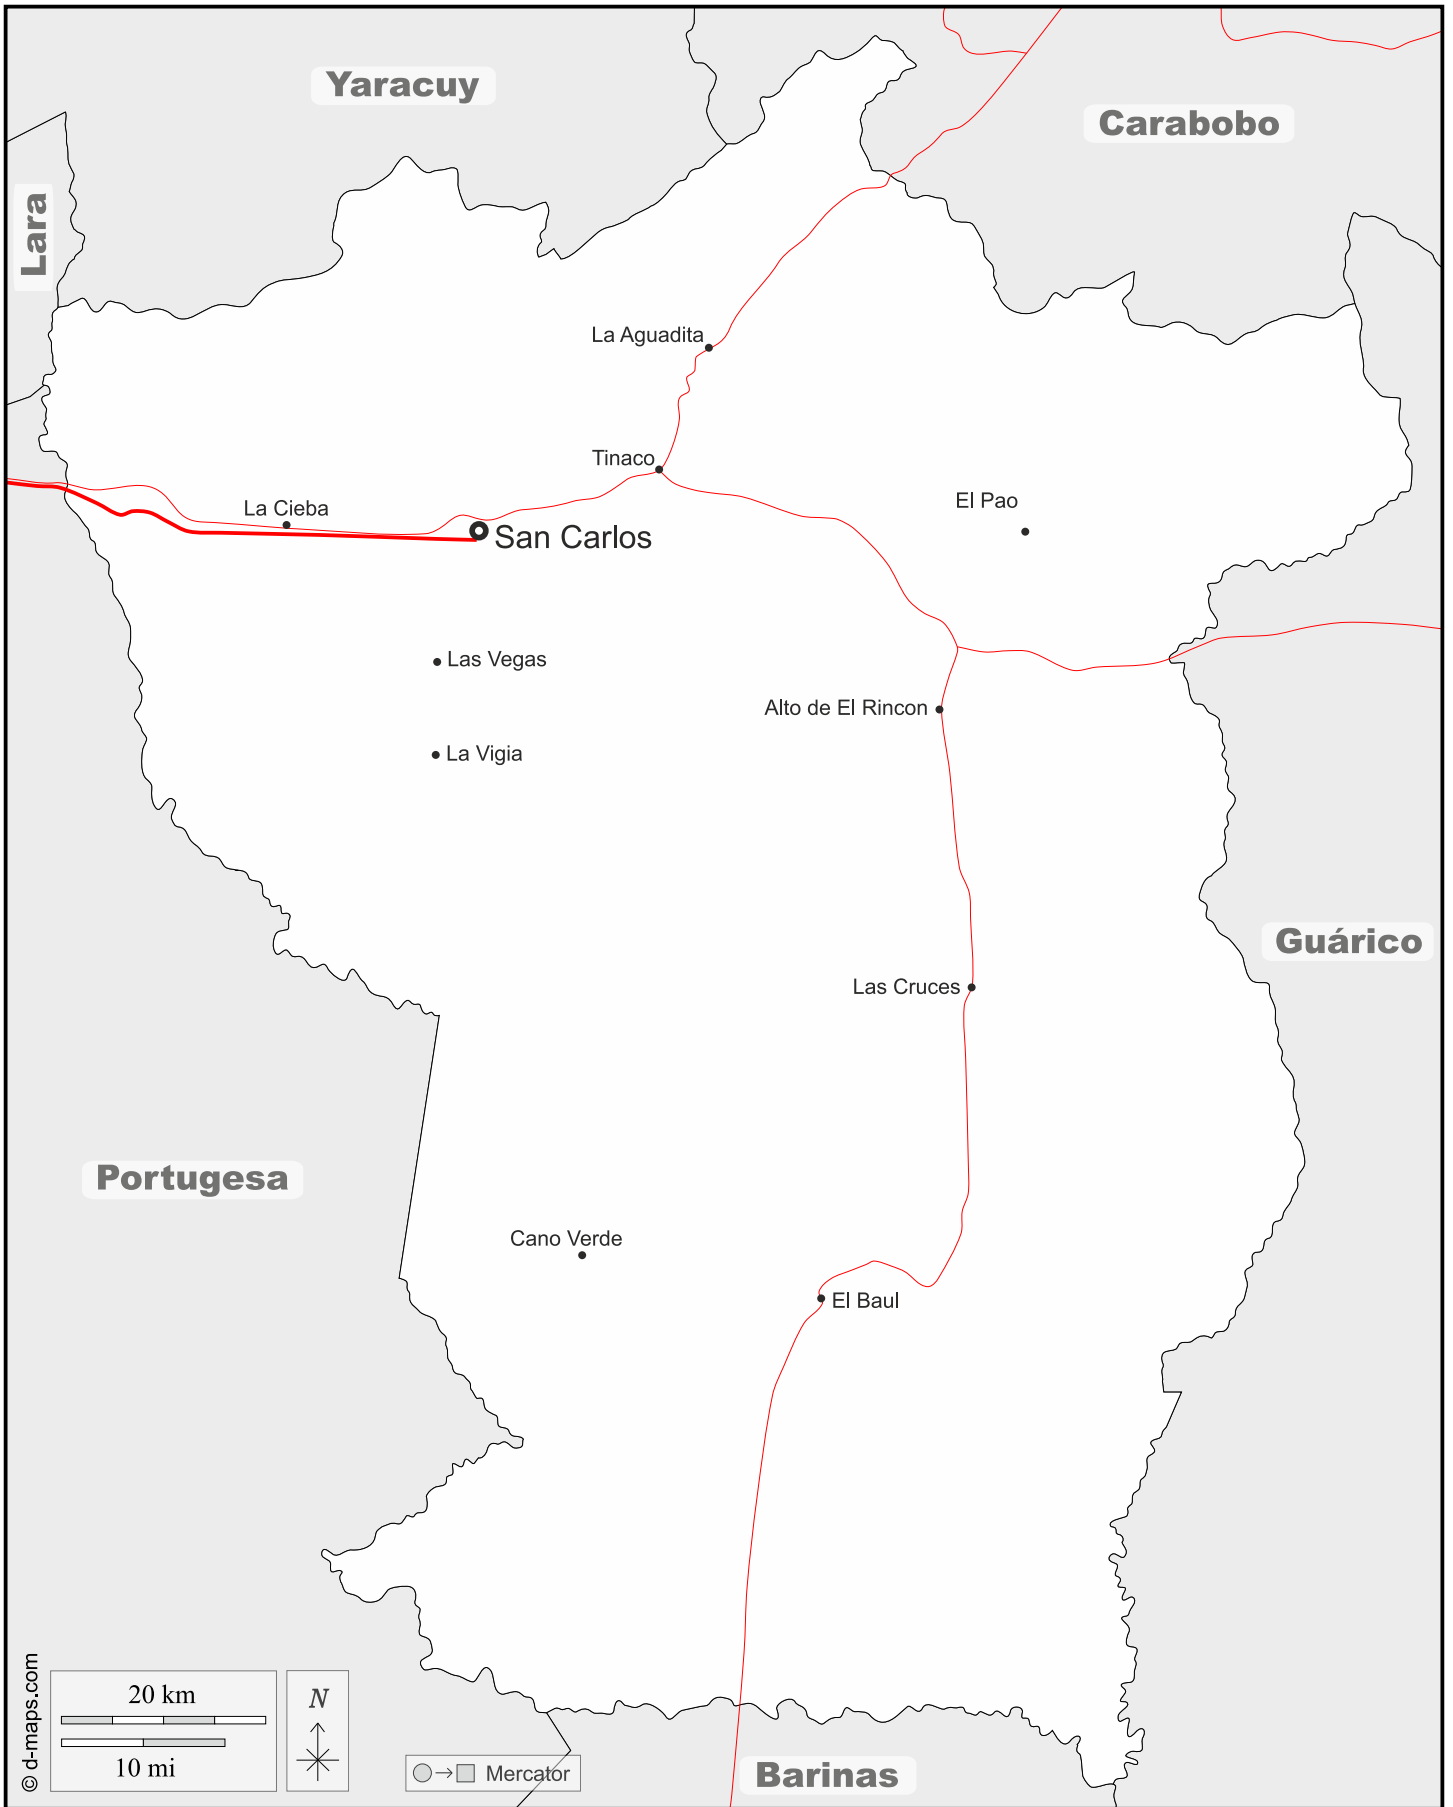 Yaracuy
Carabobo
Lara
La Aguadita
Tinaco
El Pao
La Cieba
San Carlos
Las Vegas
Alto de El Rincon
La Vigia
Guárico
Las Cruces
Portugesa
Cano Verde
El Baul
© d-maps.com
20 km
10 mi
N
Mercator
Barinas